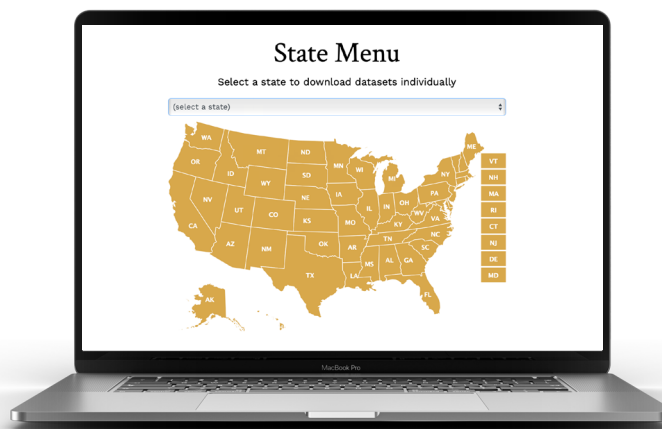 State Menu
Select a state to download datasets individually
(select a state)
WA
OR
ID
MT
ND
MN
WI
MI
NY
ME
SD
WY
NV
UT
CO
NE
IA
IL
IN
OH
PA
CA
KS
MO
KY
WV
VA
AZ
NM
OK
AR
TN
NC
SC
TX
LA
MS
AL
GA
FL
AK
VT
NH
MA
RI
CT
NJ
DE
MD
MacBook Pro